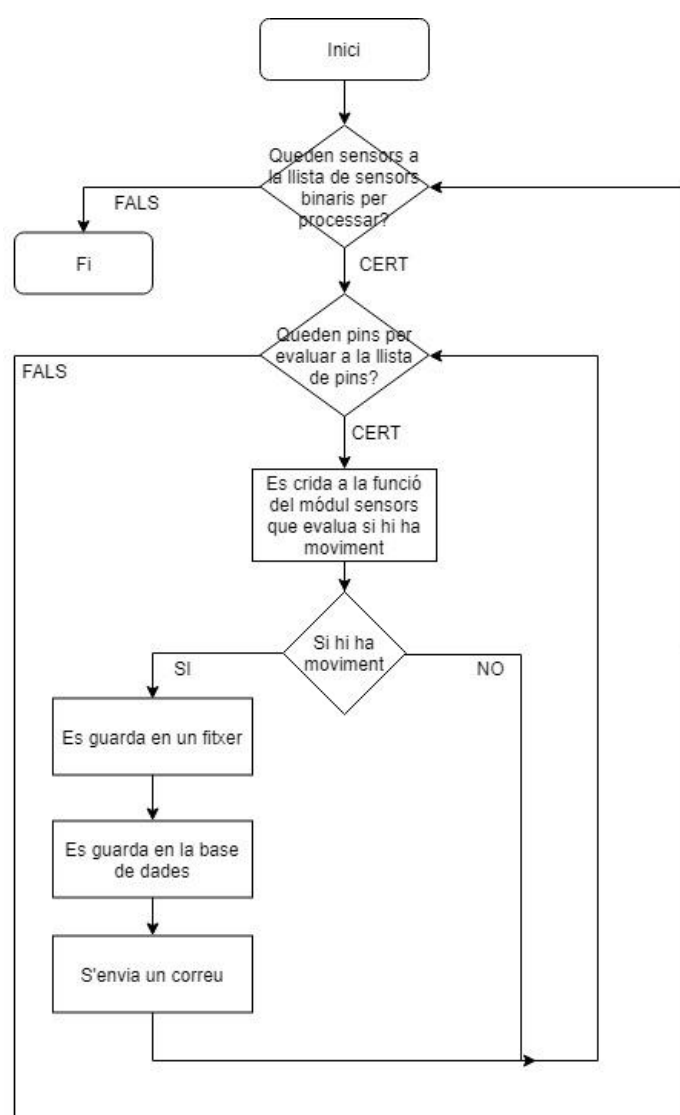 Inici
Queden sensors a
la llista de sensors
binaris per
processar?
FALS
Fi
CERT
Queden pins per
evaluar a la llista
de pins?
FALS
CERT
Es crida a la funció
del módul sensors
que evalua si hi ha
moviment
Si hi ha
moviment
SI
NO
Es guarda en un fitxer
Es guarda en la base
de dades
S'envia un correu